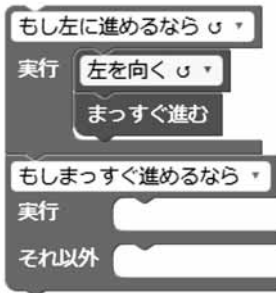 もし左に進めるなら ↺ ▼
実行
左を向く ↺ ▼
まっすぐ進む
もしまっすぐ進めるなら ▼
実行
それ以外